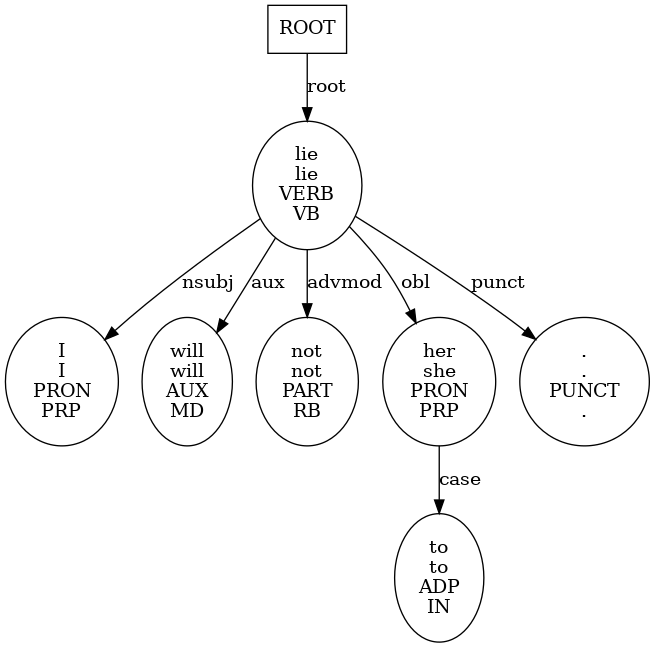 ROOT
root
lie
lie
VERB
VB
nsubj
aux
advmod
obl
punct
I
I
PRON
PRP
will
will
AUX
MD
not
not
PART
RB
her
she
PRON
PRP
.
.
PUNCT
.
case
to
to
ADP
IN